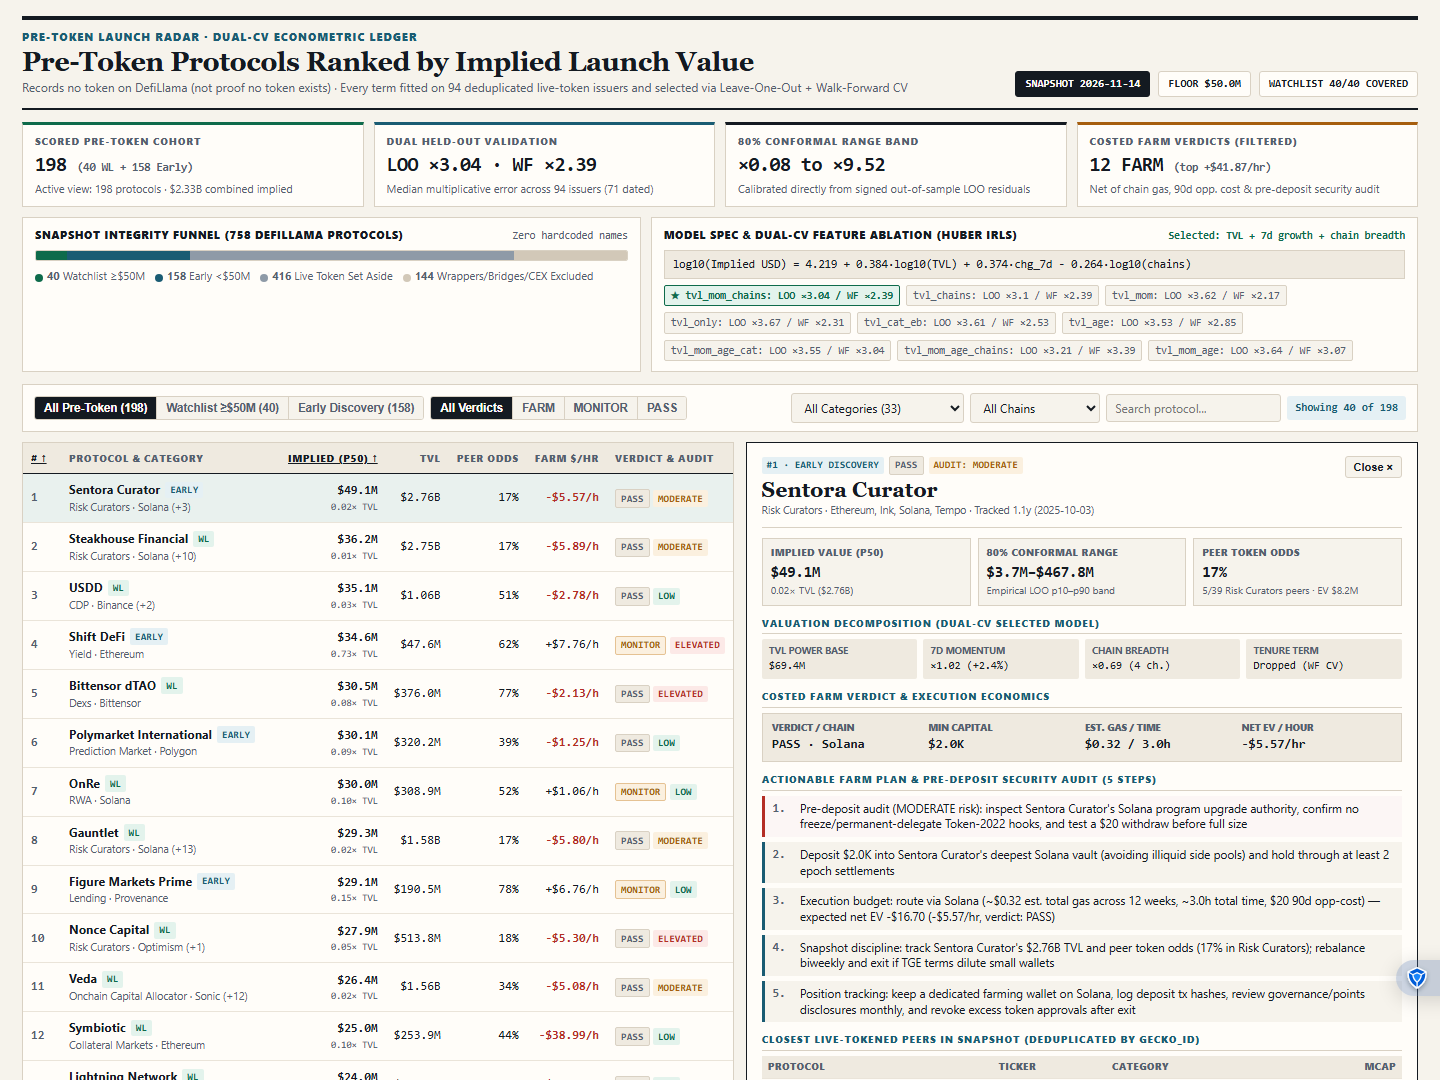 PRE-TOKEN LAUNCH RADAR · DUAL-CV ECONOMETRIC LEDGER
Pre-Token Protocols Ranked by Implied Launch Value
Records no token on DefiLlama (not proof no token exists) · Every term fitted on 94 deduplicated live-token issuers and selected via Leave-One-Out + Walk-Forward CV
SNAPSHOT 2026-11-14
FLOOR $50.0M
WATCHLIST 40/40 COVERED
SCORED PRE-TOKEN COHORT
198 (40 WL + 158 Early)
Active view: 198 protocols · $2.33B combined implied
DUAL HELD-OUT VALIDATION
LOO ×3.04 · WF ×2.39
Median multiplicative error across 94 issuers (71 dated)
80% CONFORMAL RANGE BAND
×0.08 to ×9.52
Calibrated directly from signed out-of-sample LOO residuals
COSTED FARM VERDICTS (FILTERED)
12 FARM (top +$41.87/hr)
Net of chain gas, 90d opp. cost & pre-deposit security audit
SNAPSHOT INTEGRITY FUNNEL (758 DEFILLAMA PROTOCOLS)
Zero hardcoded names
40 Watchlist ≥$50M
158 Early <$50M
416 Live Token Set Aside
144 Wrappers/Bridges/CEX Excluded
MODEL SPEC & DUAL-CV FEATURE ABLATION (HUBER IRLS)
Selected: TVL + 7d growth + chain breadth
log10(Implied USD) = 4.219 + 0.384·log10(TVL) + 0.374·chg_7d - 0.264·log10(chains)
★ tvl_mom_chains: LOO ×3.04 / WF ×2.39
tvl_chains: LOO ×3.1 / WF ×2.39
tvl_mom: LOO ×3.62 / WF ×2.17
tvl_only: LOO ×3.67 / WF ×2.31
tvl_cat_eb: LOO ×3.61 / WF ×2.53
tvl_age: LOO ×3.53 / WF ×2.85
tvl_mom_age_cat: LOO ×3.55 / WF ×3.04
tvl_mom_age_chains: LOO ×3.21 / WF ×3.39
tvl_mom_age: LOO ×3.64 / WF ×3.07
All Pre-Token (198)
Watchlist ≥$50M (40)
Early Discovery (158)
All Verdicts
FARM
MONITOR
PASS
All Categories (33)
All Chains
Search protocol...
Showing 40 of 198
# ↑ PROTOCOL & CATEGORY IMPLIED (P50) ↑ TVL PEER ODDS FARM $/HR VERDICT & AUDIT
1 Sentora Curator EARLY $49.1M $2.76B 17% -$5.57/h PASS MODERATE
Risk Curators · Solana (+3) 0.02× TVL
2 Steakhouse Financial WL $36.2M $2.75B 17% -$5.89/h PASS MODERATE
Risk Curators · Solana (+10) 0.01× TVL
3 USDD WL $35.1M $1.06B 51% -$2.78/h PASS LOW
CDP · Binance (+2) 0.03× TVL
4 Shift DeFi EARLY $34.6M $47.6M 62% +$7.76/h MONITOR ELEVATED
Yield · Ethereum 0.73× TVL
5 Bittensor dTAO WL $30.5M $376.0M 77% -$2.13/h PASS ELEVATED
Dexs · Bittensor 0.08× TVL
6 Polymarket International EARLY $30.1M $320.2M 39% -$1.25/h PASS LOW
Prediction Market · Polygon 0.09× TVL
7 OnRe WL $30.0M $308.9M 52% +$1.06/h MONITOR LOW
RWA · Solana 0.10× TVL
8 Gauntlet WL $29.3M $1.58B 17% -$5.80/h PASS MODERATE
Risk Curators · Solana (+13) 0.02× TVL
9 Figure Markets Prime EARLY $29.1M $190.5M 78% +$6.76/h MONITOR LOW
Lending · Provenance 0.15× TVL
10 Nonce Capital WL $27.9M $513.8M 18% -$5.30/h PASS ELEVATED
Risk Curators · Optimism (+1) 0.05× TVL
11 Veda WL $26.4M $1.56B 34% -$5.08/h PASS MODERATE
Onchain Capital Allocator · Sonic (+12) 0.02× TVL
12 Symbiotic WL $25.0M $253.9M 44% -$38.99/h PASS LOW
Collateral Markets · Ethereum 0.10× TVL
Lightning Network WL $24.0M
#1 · EARLY DISCOVERY
PASS
AUDIT: MODERATE
Close ×
Sentora Curator
Risk Curators · Ethereum, Ink, Solana, Tempo · Tracked 1.1y (2025-10-03)
IMPLIED VALUE (P50)
$49.1M
0.02× TVL ($2.76B)
80% CONFORMAL RANGE
$3.7M–$467.8M
Empirical LOO p10–p90 band
PEER TOKEN ODDS
17%
5/39 Risk Curators peers · EV $8.2M
VALUATION DECOMPOSITION (DUAL-CV SELECTED MODEL)
TVL POWER BASE
$69.4M
7D MOMENTUM
×1.02 (+2.4%)
CHAIN BREADTH
×0.69 (4 ch.)
TENURE TERM
Dropped (WF CV)
COSTED FARM VERDICT & EXECUTION ECONOMICS
VERDICT / CHAIN
PASS · Solana
MIN CAPITAL
$2.0K
EST. GAS / TIME
$0.32 / 3.0h
NET EV / HOUR
-$5.57/hr
ACTIONABLE FARM PLAN & PRE-DEPOSIT SECURITY AUDIT (5 STEPS)
1. Pre-deposit audit (MODERATE risk): inspect Sentora Curator's Solana program upgrade authority, confirm no
freeze/permanent-delegate Token-2022 hooks, and test a $20 withdraw before full size
2. Deposit $2.0K into Sentora Curator's deepest Solana vault (avoiding illiquid side pools) and hold through at least 2
epoch settlements
3. Execution budget: route via Solana (~$0.32 est. total gas across 12 weeks, ~3.0h total time, $20 90d opp-cost) —
expected net EV -$16.70 (-$5.57/hr, verdict: PASS)
4. Snapshot discipline: track Sentora Curator's $2.76B TVL and peer token odds (17% in Risk Curators); rebalance
biweekly and exit if TGE terms dilute small wallets
5. Position tracking: keep a dedicated farming wallet on Solana, log deposit tx hashes, review governance/points
disclosures monthly, and revoke excess token approvals after exit
CLOSEST LIVE-TOKENED PEERS IN SNAPSHOT (DEDUPLICATED BY GECKO_ID)
PROTOCOL TICKER CATEGORY MCAP